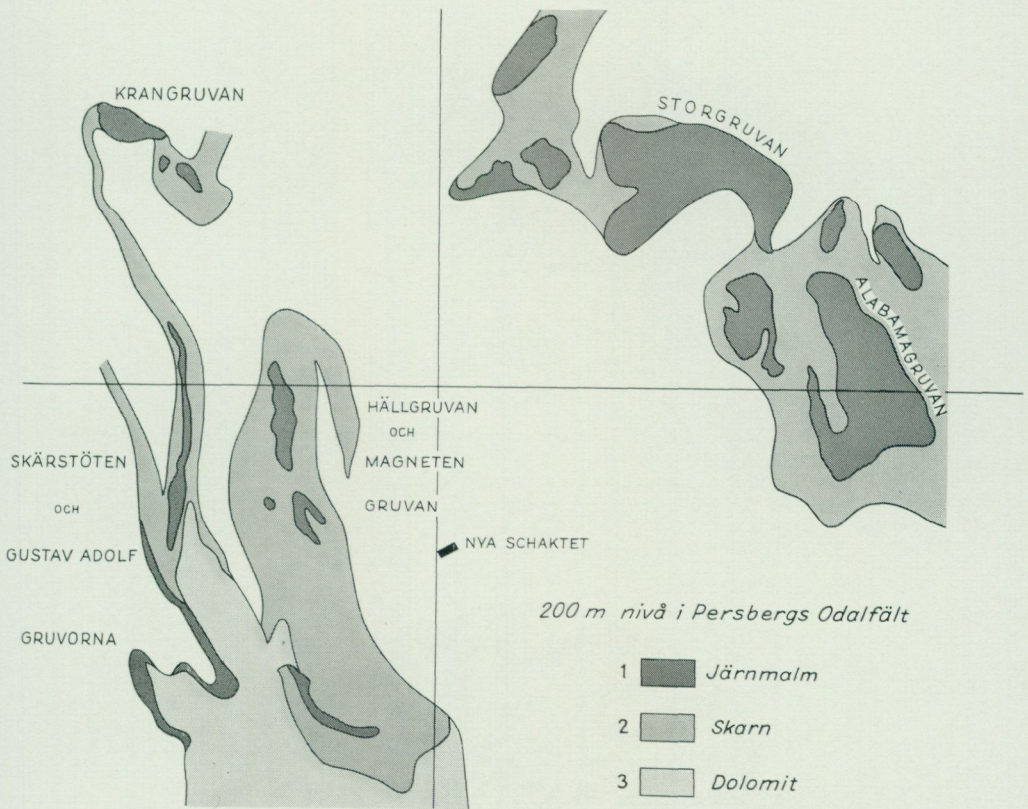 KRANGRUVAN
STORGRUVAN
ALABAMAGRUVAN
HÄLLGRUVAN
OCH
MAGNETEN
GRUVAN
SKÄRSTÖTEN
OCH
GUSTAV ADOLF
GRUVORNA
NYA SCHAKTET
200 m nivå i Persbergs Odalfält
1 Järnmalm
2 Skarn
3 Dolomit